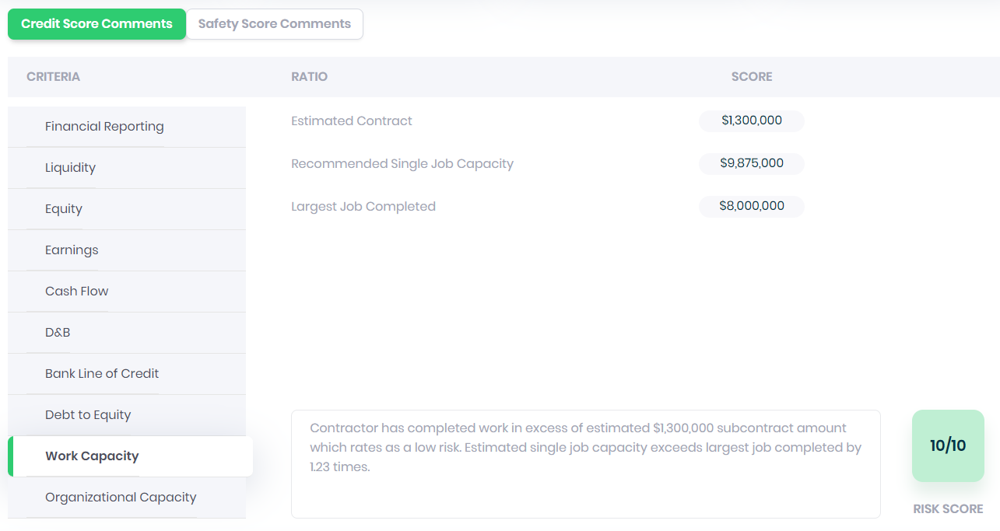 Credit Score Comments
Safety Score Comments
CRITERIA
RATIO
SCORE
Financial Reporting
Liquidity
Equity
Earnings
Cash Flow
D&B
Bank Line of Credit
Debt to Equity
Work Capacity
Organizational Capacity
Estimated Contract
$1,300,000
Recommended Single Job Capacity
$9,875,000
Largest Job Completed
$8,000,000
Contractor has completed work in excess of estimated $1,300,000 subcontract amount
which rates as a low risk. Estimated single job capacity exceeds largest job completed by
1.23 times.
10/10
RISK SCORE